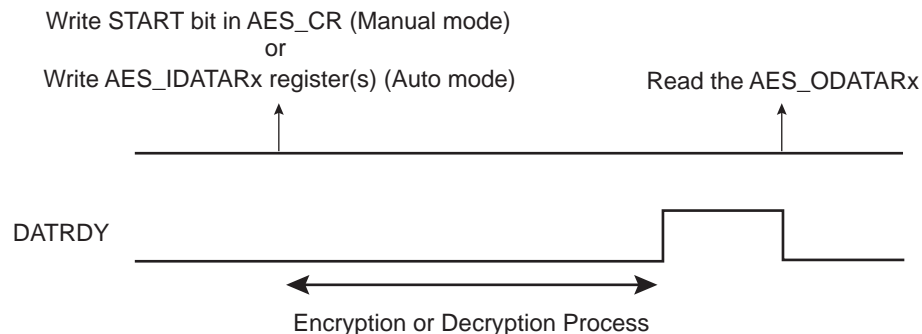 Write START bit in AES_CR (Manual mode)
or
Write AES_IDATARx register(s) (Auto mode)
Read the AES_ODATARx
DATRDY
Encryption or Decryption Process